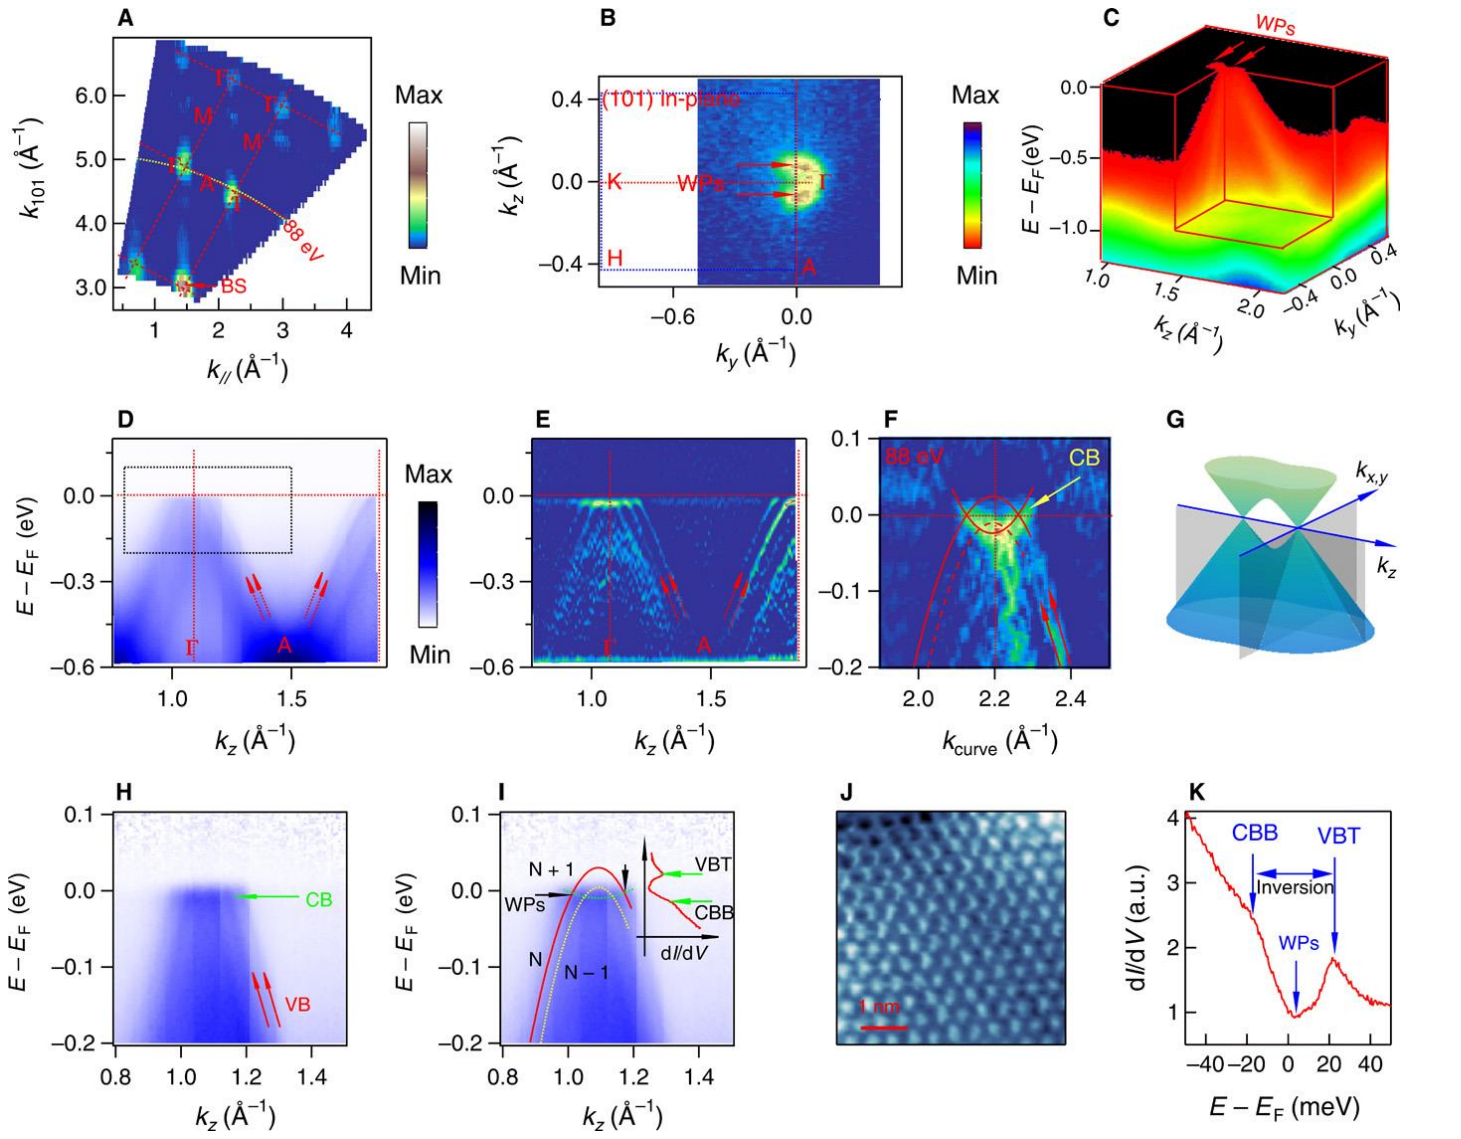 A
k101 (Å−1)
6.0
5.0
4.0
3.0
Γ
Γ
M
M
Γ
A
Γ
88 eV
BS
1 2 3 4
k// (Å−1)
Max
Min
B
kz (Å−1)
0.4
0.0
−0.4
(101) In-plane
K
WPs
Γ
H
A
−0.6 0.0
ky (Å−1)
Max
Min
C
WPs
E − EF (eV)
0.0
−0.5
−1.0
1.0
1.5
2.0
kz (Å−1)
−0.4
0.0
0.4
ky (Å−1)
D
E − EF (eV)
0.0
−0.3
−0.6
Γ
A
1.0 1.5
kz (Å−1)
Max
Min
E
0.0
−0.3
−0.6
Γ
A
1.0 1.5
kz (Å−1)
F
0.1
0.0
−0.1
−0.2
88 eV
CB
2.0 2.2 2.4
kcurve (Å−1)
G
kx,y
kz
H
E − EF (eV)
0.1
0.0
−0.1
−0.2
CB
VB
0.8 1.0 1.2 1.4
kz (Å−1)
I
E − EF (eV)
0.1
0.0
−0.1
−0.2
N + 1
WPs
N
N − 1
VBT
CBB
dI/dV
0.8 1.0 1.2 1.4
kz (Å−1)
J
1 nm
K
dI/dV (a.u.)
4
3
2
1
CBB
VBT
Inversion
WPs
−40 −20 0 20 40
E − EF (meV)